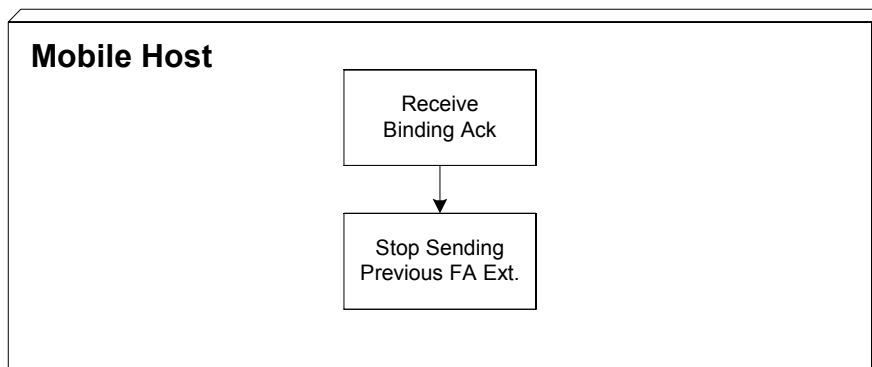 Mobile Host
Receive
Binding Ack
Stop Sending
Previous FA Ext.